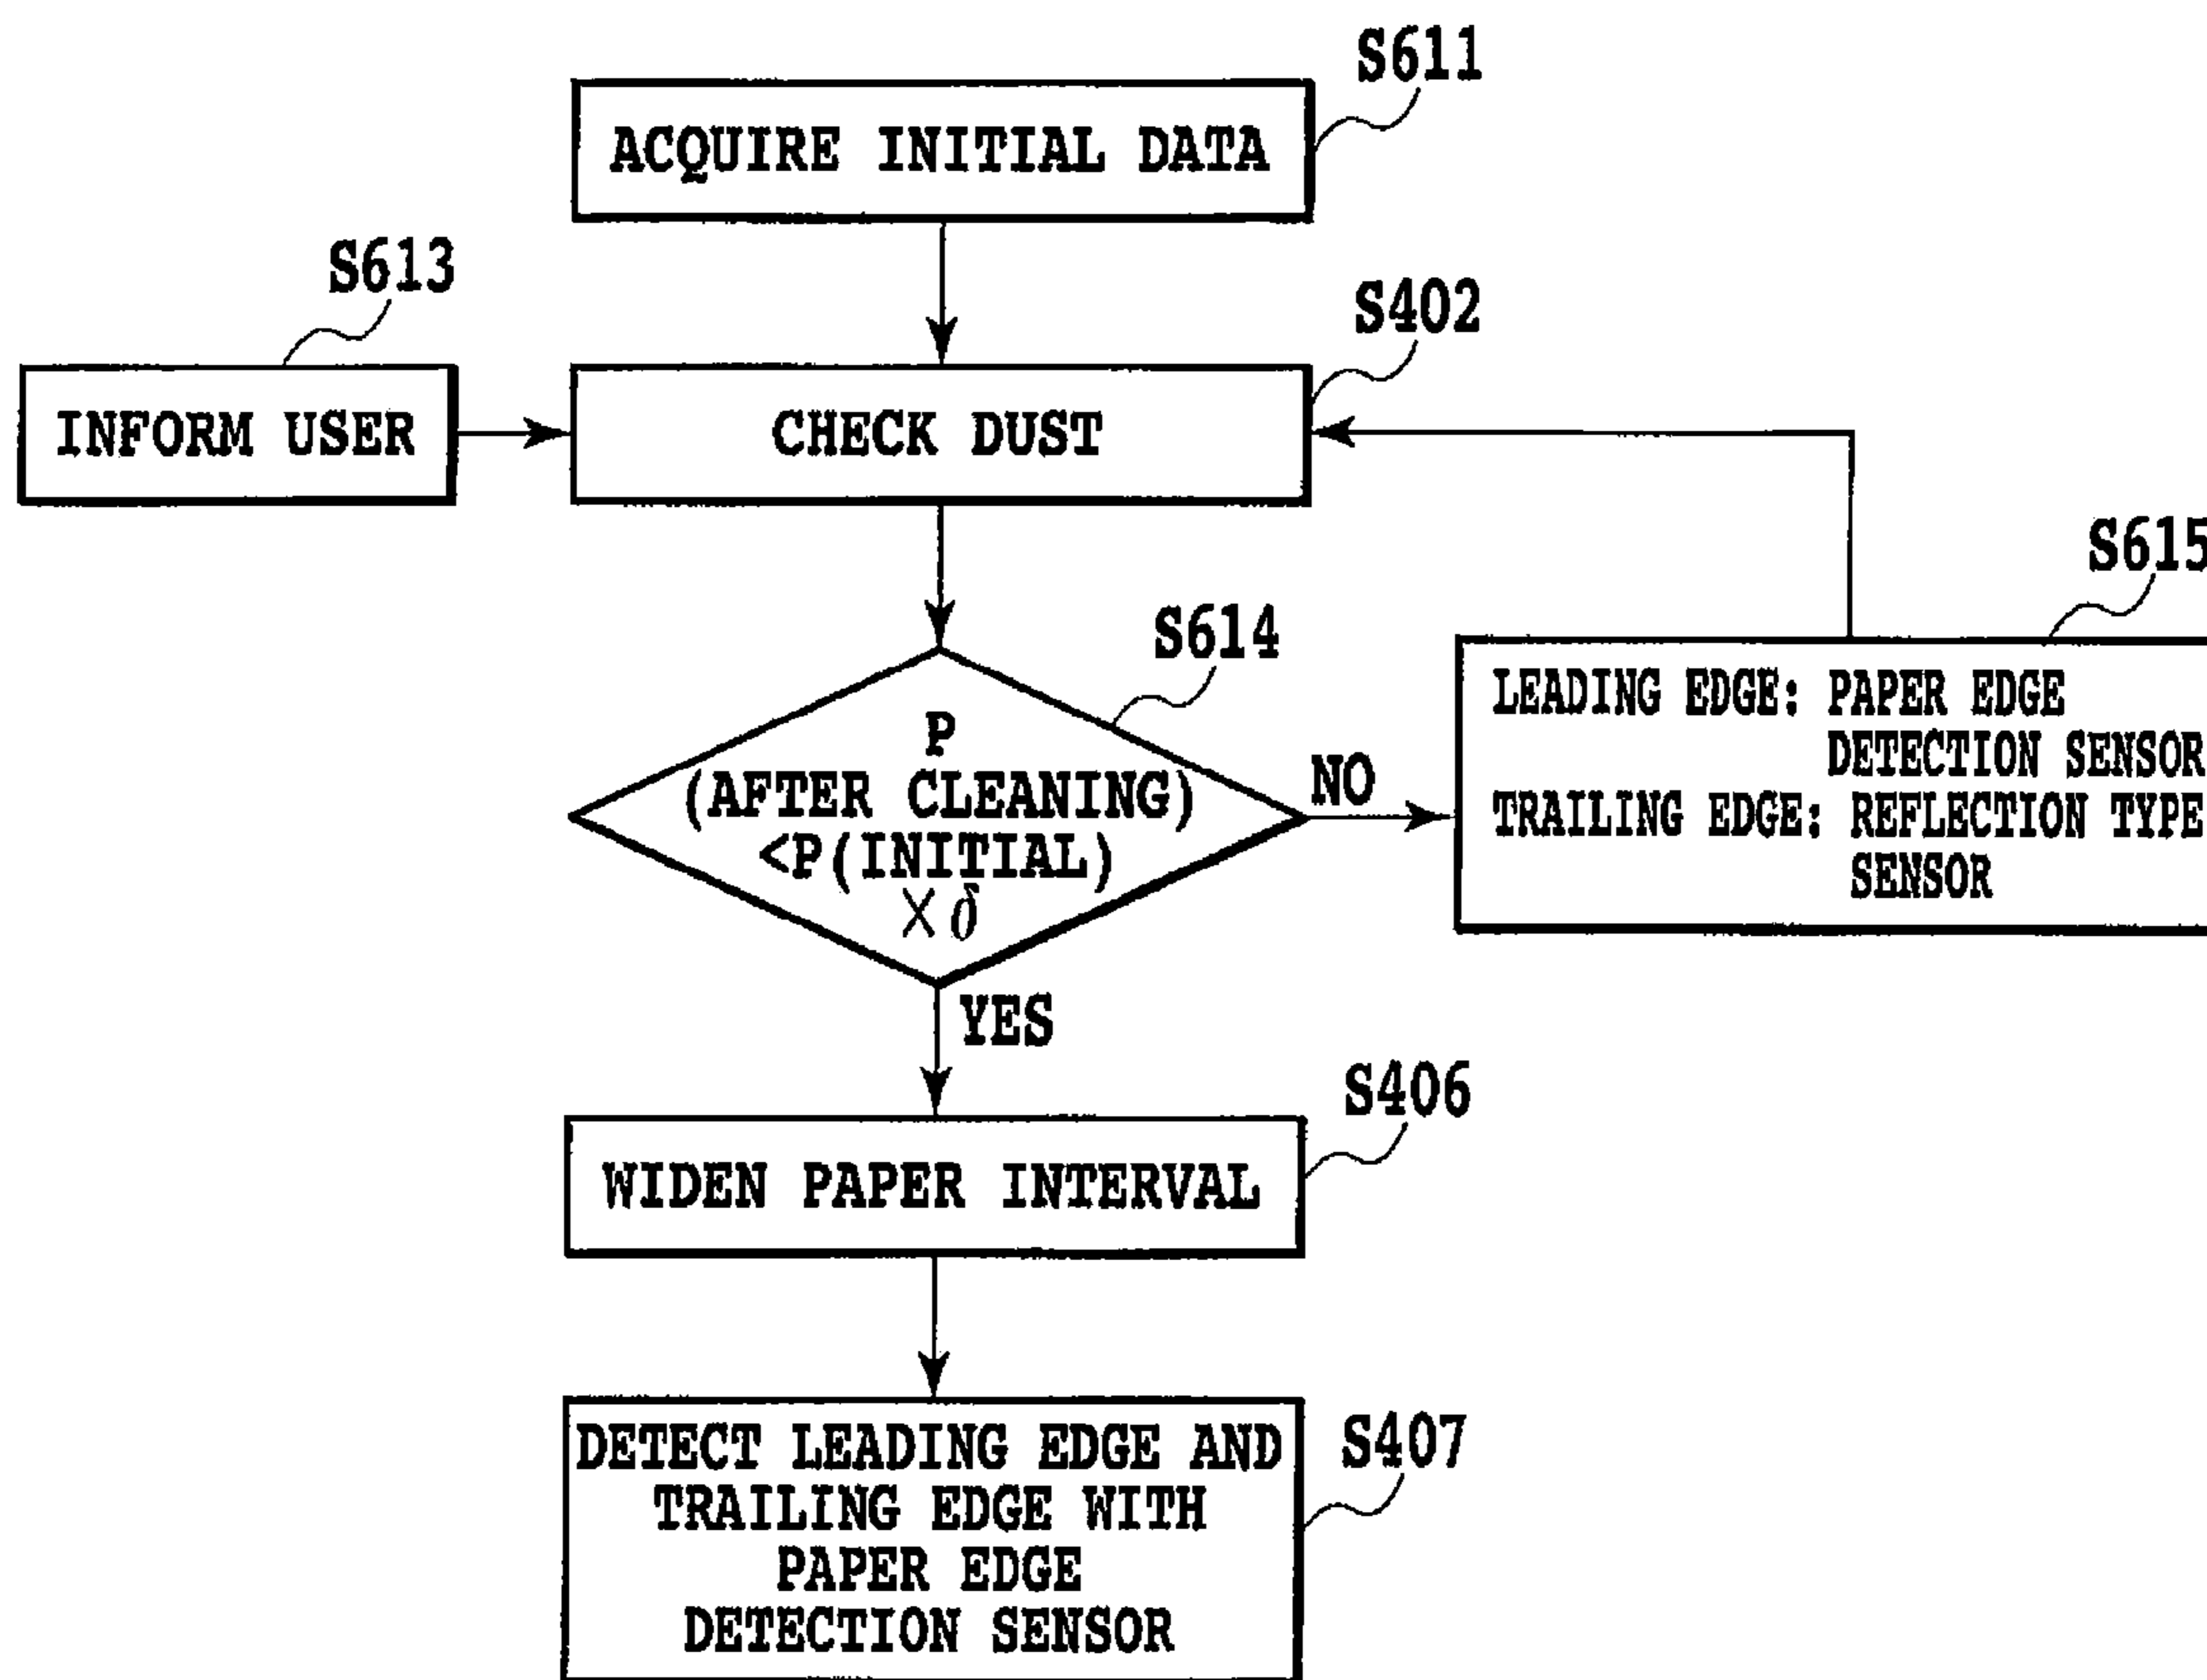 S611
ACQUIRE INITIAL DATA
S613
S402
INFORM USER
CHECK DUST
S615
S614
P
(AFTER CLEANING)
<P(INITIAL)
× δ
NO
LEADING EDGE: PAPER EDGE
DETECTION SENSOR
TRAILING EDGE: REFLECTION TYPE
SENSOR
YES
S406
WIDEN PAPER INTERVAL
S407
DETECT LEADING EDGE AND
TRAILING EDGE WITH
PAPER EDGE
DETECTION SENSOR